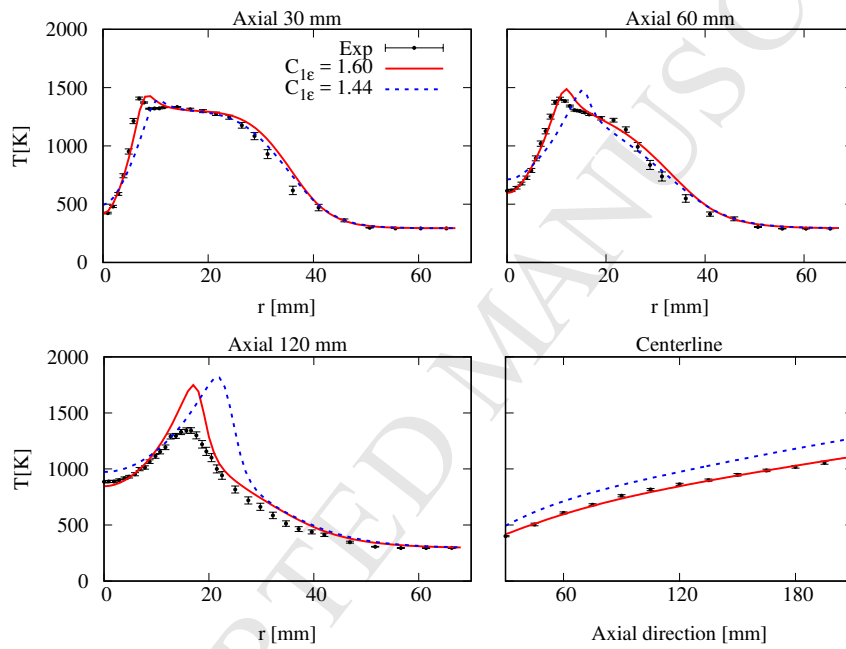 Axial 30 mm
Axial 60 mm
2000
1500
1000
500
0
T[K]
Exp
C1ε = 1.60
C1ε = 1.44
0
20
40
60
r [mm]
0
20
40
60
r [mm]
Axial 120 mm
Centerline
2000
1500
1000
500
0
T[K]
0
20
40
60
r [mm]
60
120
180
Axial direction [mm]
PTED MANUSC